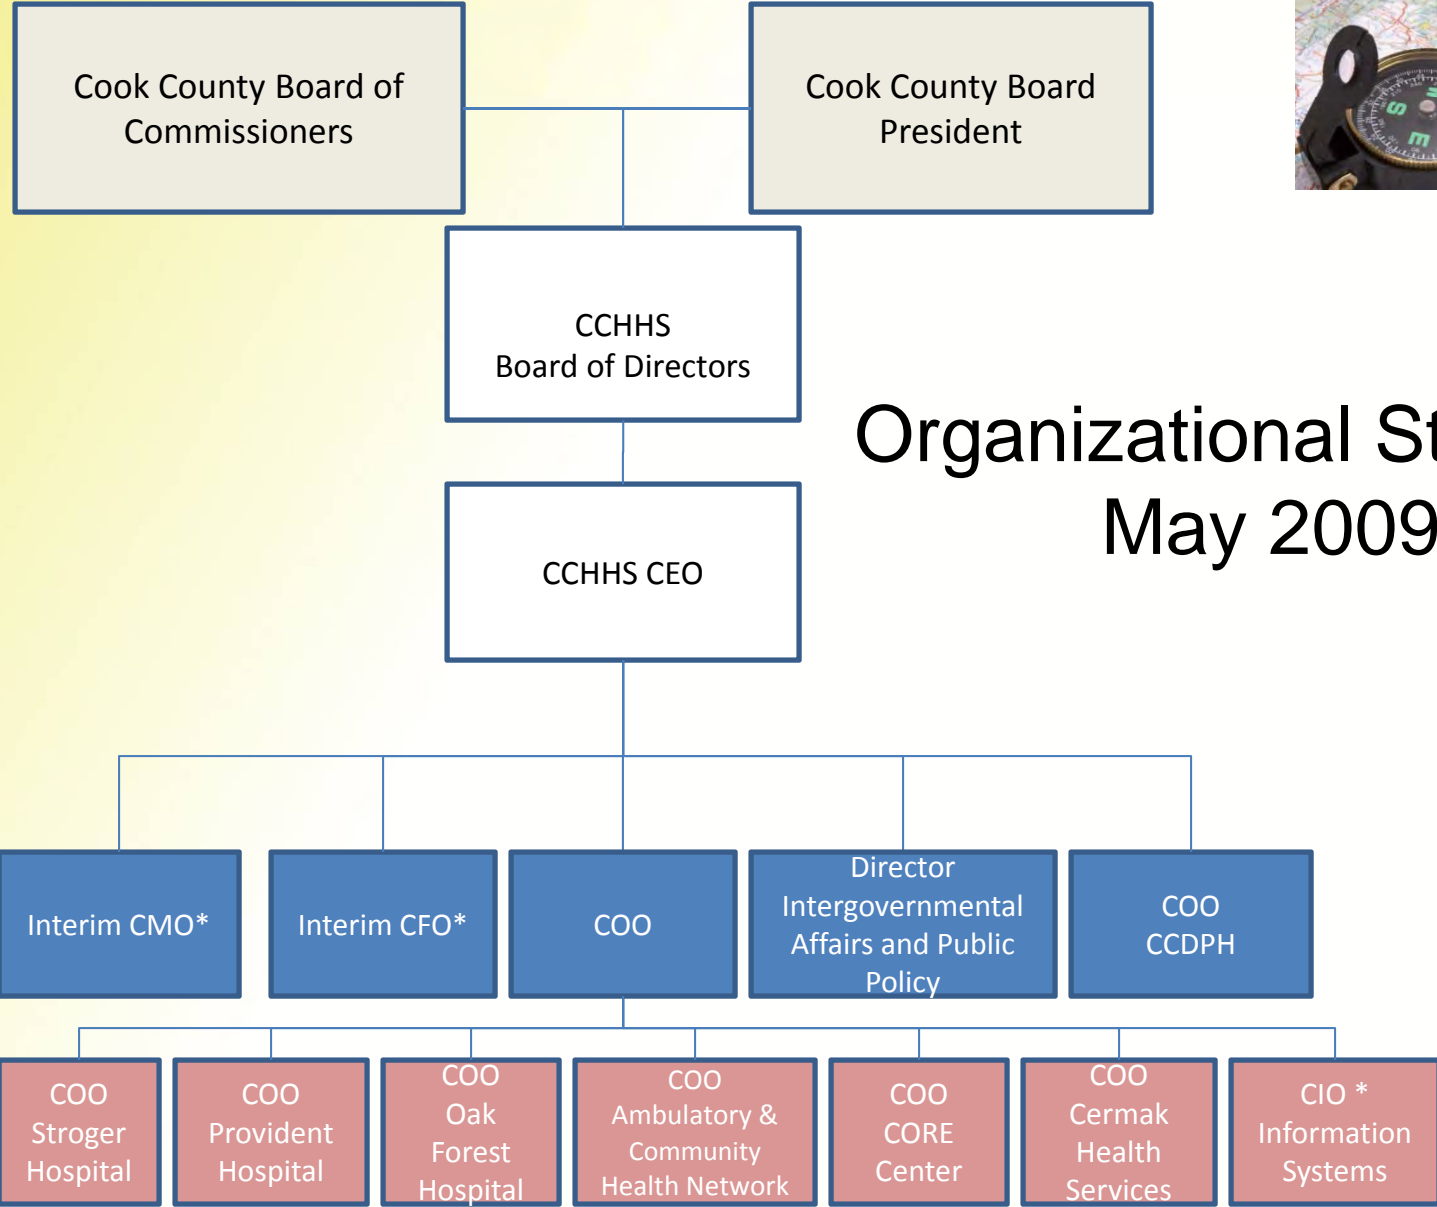 Cook County Board of
Commissioners
Cook County Board
President
CCHHS
Board of Directors
Organizational St
May 2009
CCHHS CEO
Interim CMO*
Interim CFO*
COO
Director
Intergovernmental
Affairs and Public
Policy
COO
CCDPH
COO
Stroger
Hospital
COO
Provident
Hospital
COO
Oak
Forest
Hospital
COO
Ambulatory &
Community
Health Network
COO
CORE
Center
COO
Cermak
Health
Services
CIO *
Information
Systems
S
E